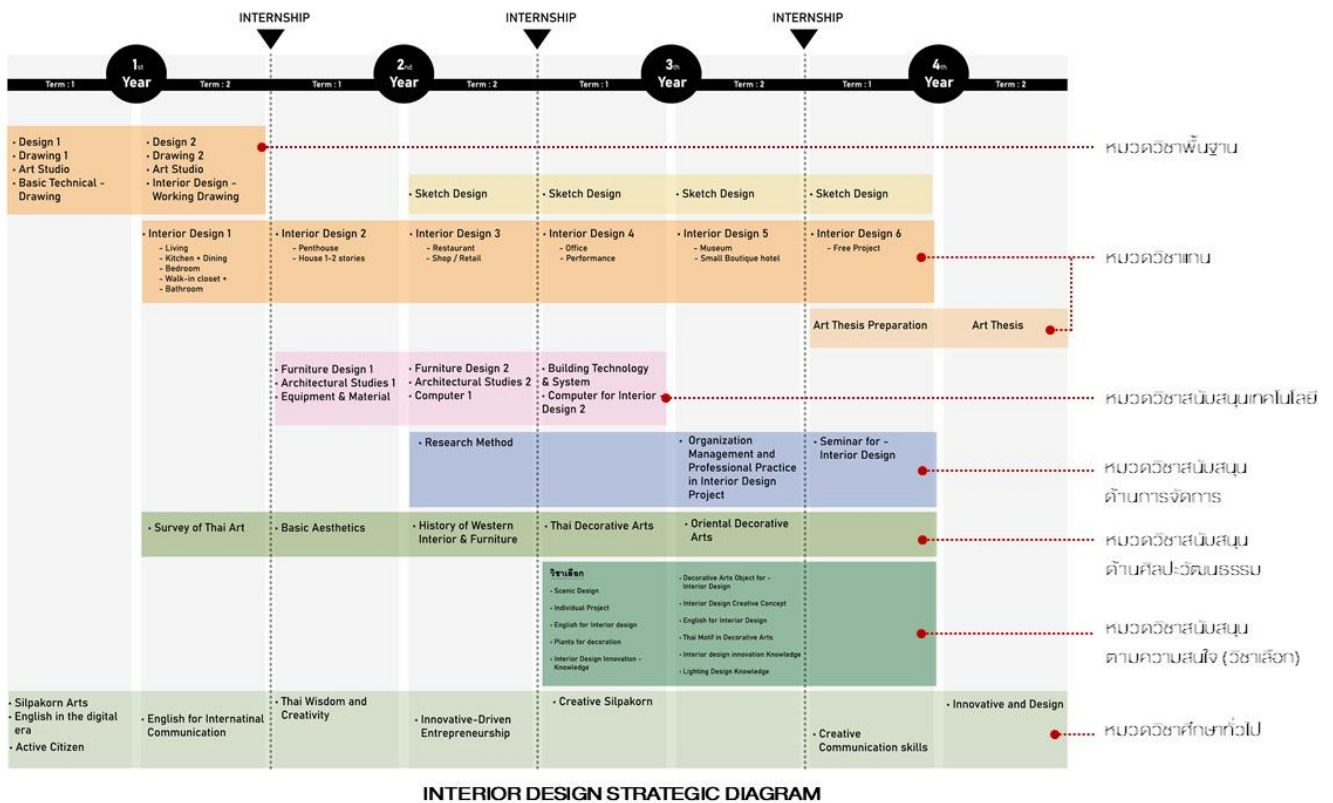 INTERNSHIP
INTERNSHIP
INTERNSHIP
1st
Year
2nd
Year
3th
Year
4th
Year
Term : 1
Term : 2
Term : 1
Term : 2
Term : 1
Term : 2
Term : 1
Term : 2
• Design 1
• Drawing 1
• Art Studio
• Basic Technical -
Drawing
• Design 2
• Drawing 2
• Art Studio
• Interior Design -
Working Drawing
หมวดวิชาพื้นฐาน
• Sketch Design
• Sketch Design
• Sketch Design
• Sketch Design
• Interior Design 1
- Living
- Kitchen + Dining
- Bedroom
- Walk-in closet +
- Bathroom
• Interior Design 2
- Penthouse
- House 1-2 stories
• Interior Design 3
- Restaurant
- Shop / Retail
• Interior Design 4
- Office
- Performance
• Interior Design 5
- Museum
- Small Boutique hotel
• Interior Design 6
- Free Project
หมวดวิชาแกน
Art Thesis Preparation
Art Thesis
• Furniture Design 1
• Architectural Studies 1
• Equipment & Material
• Furniture Design 2
• Architectural Studies 2
• Computer 1
• Building Technology
& System
• Computer for Interior
Design 2
หมวดวิชาสนับสนุนเทคโนโลยี
• Research Method
• Organization
Management and
Professional Practice
in Interior Design
Project
• Seminar for -
Interior Design
หมวดวิชาสนับสนุน
ด้านการจัดการ
• Survey of Thai Art
• Basic Aesthetics
• History of Western
Interior & Furniture
• Thai Decorative Arts
• Oriental Decorative
Arts
หมวดวิชาสนับสนุน
ด้านศิลปะวัฒนธรรม
วิชาเลือก
• Scenic Design
• Individual Project
• English for Interior design
• Plants for decoration
• Interior Design Innovation -
Knowledge
• Decorative Arts Object for -
Interior Design
• Interior Design Creative Concept
• English for Interior Design
• Thai Motif in Decorative Arts
• Interior design innovation Knowledge
• Lighting Design Knowledge
หมวดวิชาสนับสนุน
ตามความสนใจ (วิชาเลือก)
• Silpakorn Arts
• English in the digital
era
• Active Citizen
• English for Internatinal
Communication
• Thai Wisdom and
Creativity
• Innovative-Driven
Entrepreneurship
• Creative Silpakorn
• Creative
Communication skills
• Innovative and Design
หมวดวิชาศึกษาทั่วไป
INTERIOR DESIGN STRATEGIC DIAGRAM